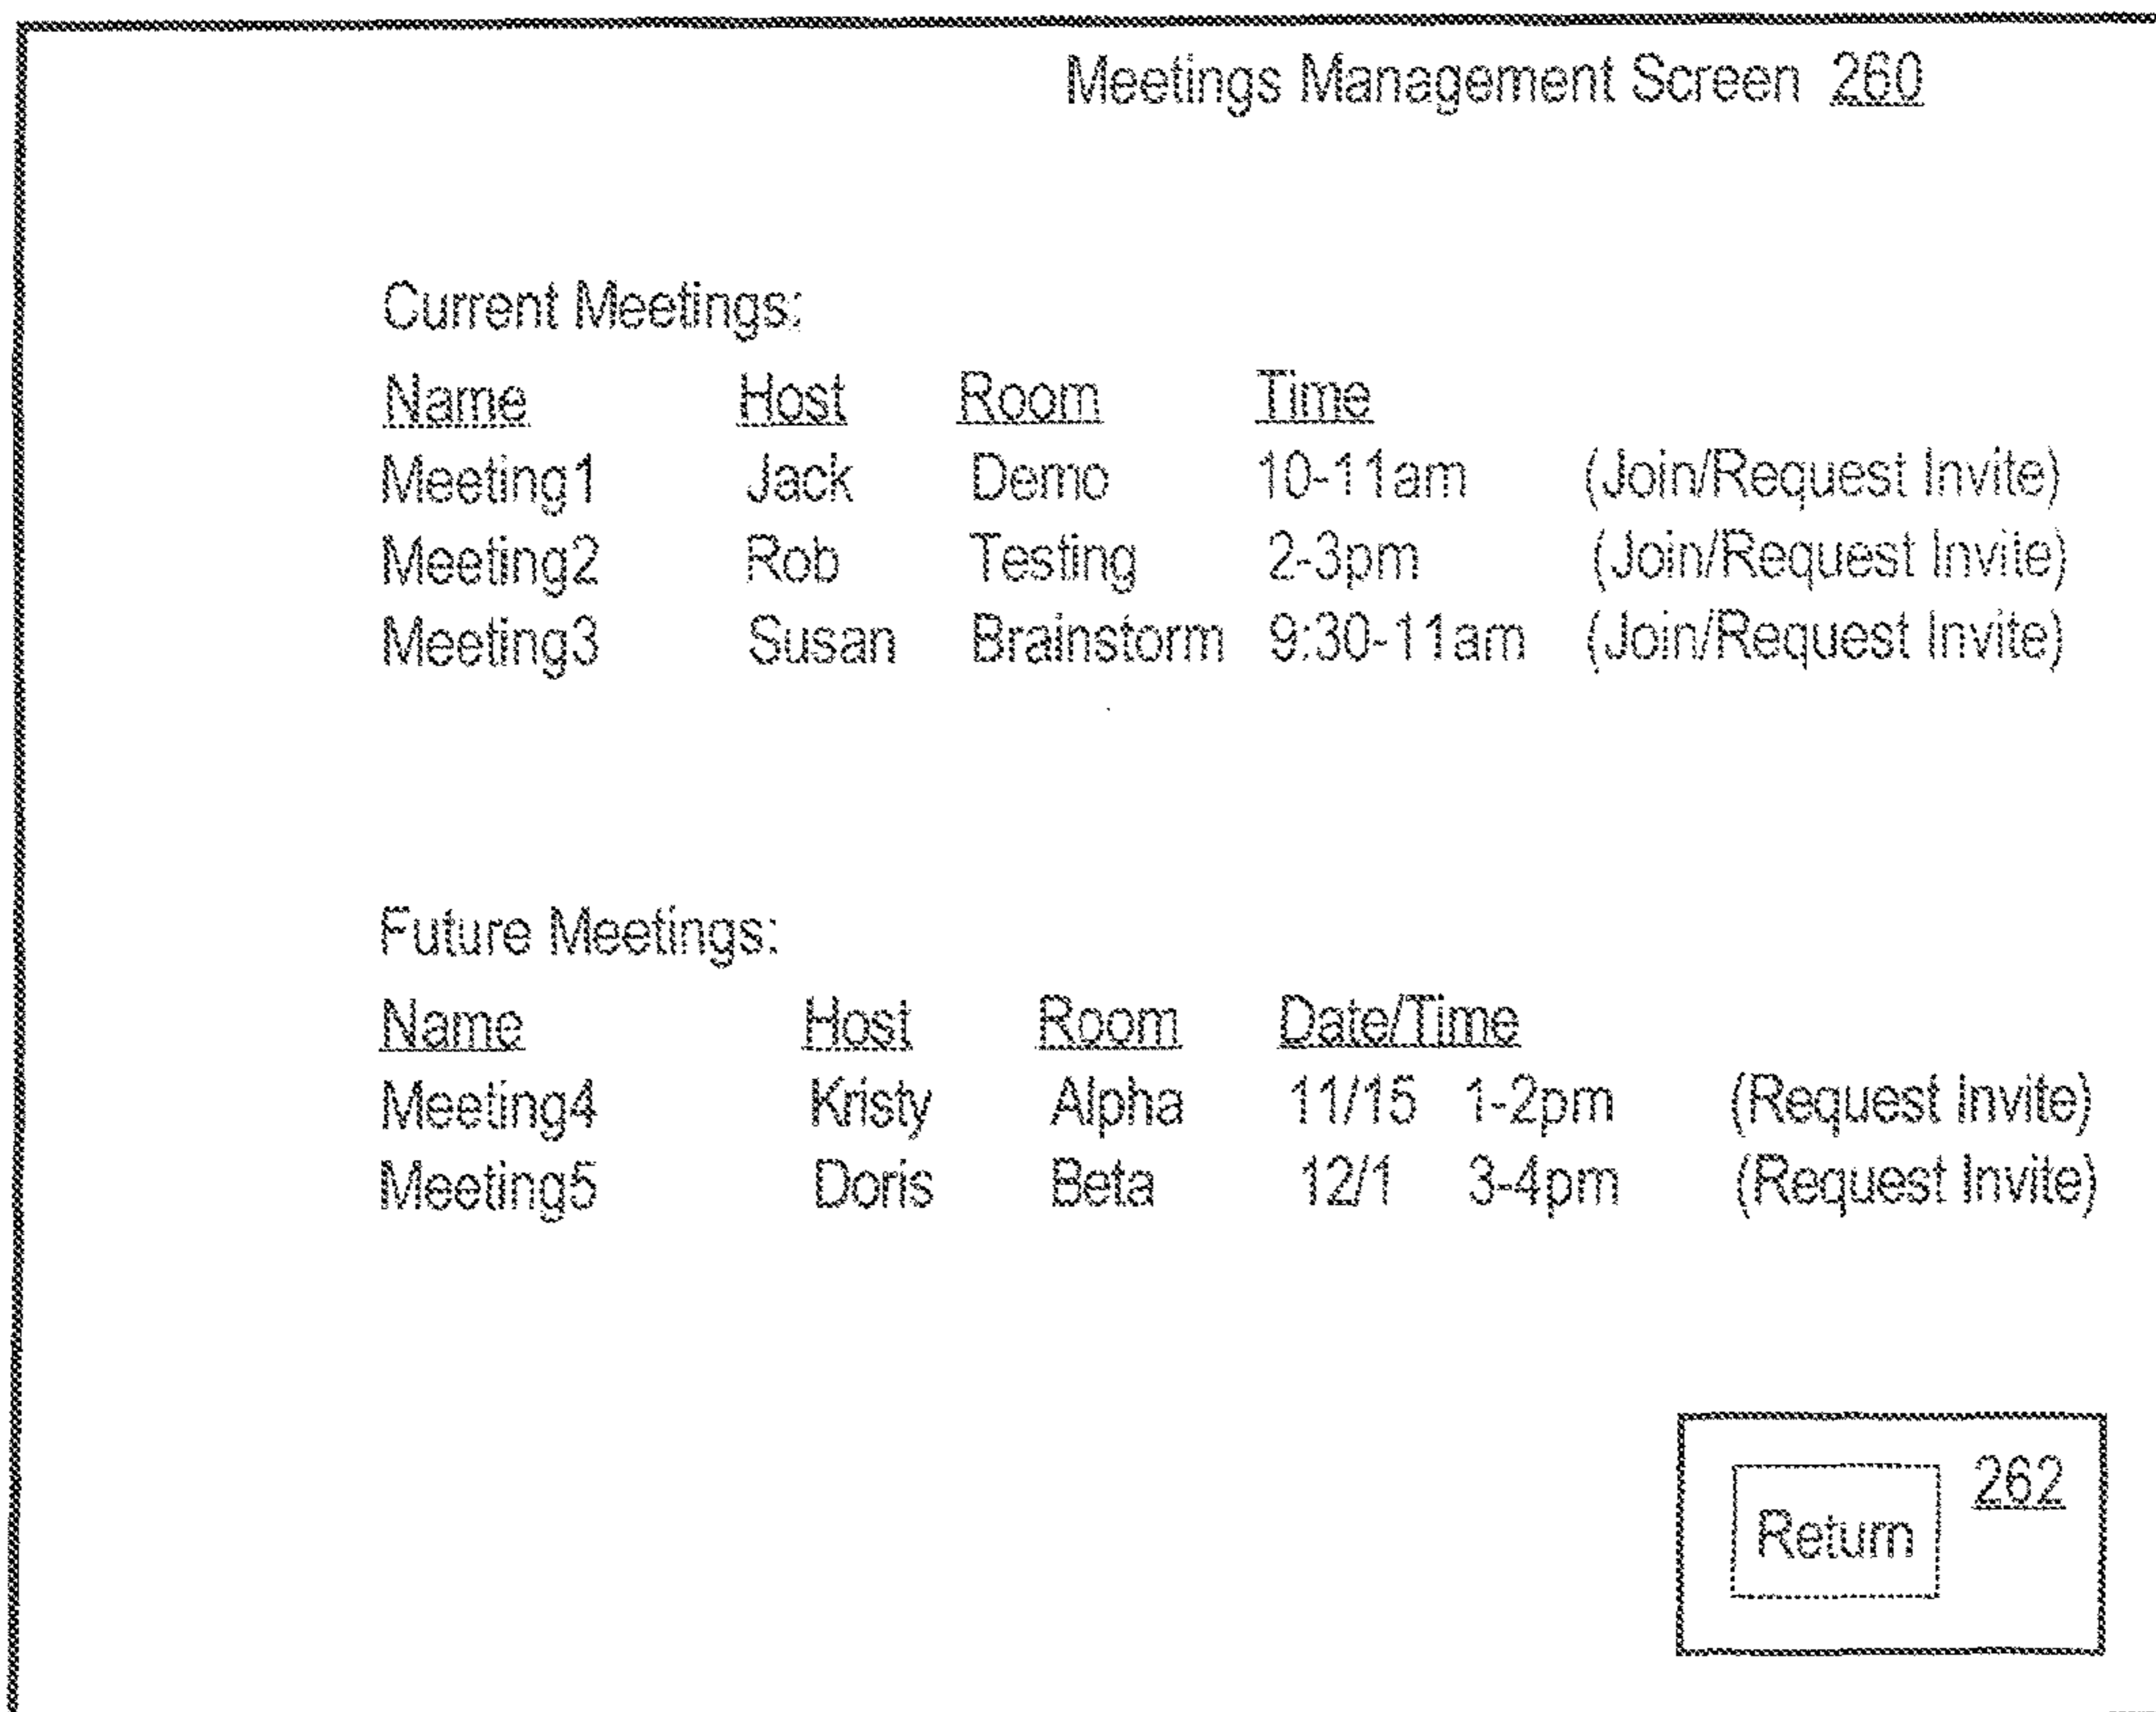 Meetings Management Screen 260
Current Meetings:
Name Host Room Time
Meeting1 Jack Demo 10-11am (Join/Request Invite)
Meeting2 Rob Testing 2-3pm (Join/Request Invite)
Meeting3 Susan Brainstorm 9:30-11am (Join/Request Invite)
Future Meetings:
Name Host Room Date/Time
Meeting4 Kristy Alpha 11/15 1-2pm (Request Invite)
Meeting5 Doris Beta 12/1 3-4pm (Request Invite)
262
Return